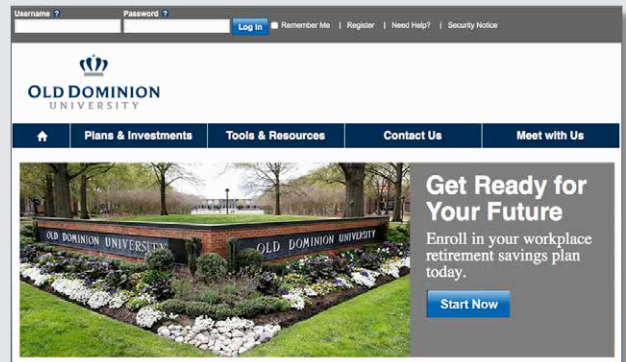 Username ? Password ?
Log In Remember Me | Register | Need Help? | Security Notice
OLD DOMINION
UNIVERSITY
Plans & Investments Tools & Resources Contact Us Meet with Us
OLD DOMINION UNIVERSITY OLD DOMINION UNIVERSITY
Get Ready for
Your Future
Enroll in your workplace
retirement savings plan
today.
Start Now